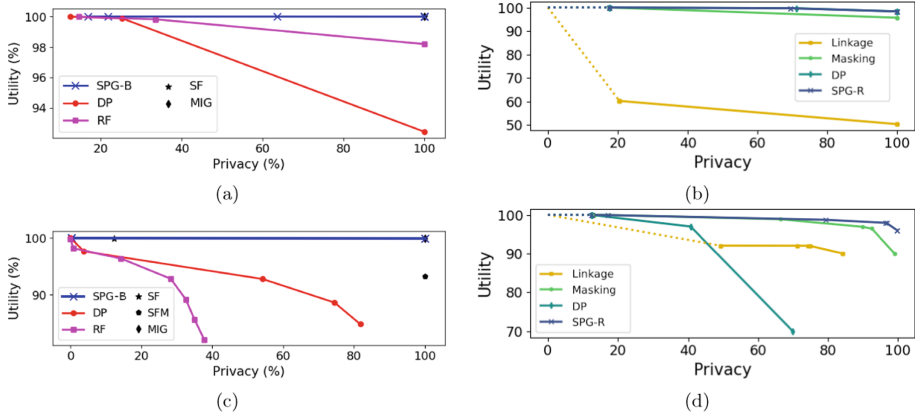 100
98
96
94
Utility (%)
SPG-B
DP
RF
SF
MIG
20 40 60 80 100
Privacy (%)
(a)
100
90
80
70
60
50
Utility
Linkage
Masking
DP
SPG-R
0 20 40 60 80 100
Privacy
(b)
100
90
Utility (%)
SPG-B
DP
RF
SF
SFM
MIG
0 20 40 60 80 100
Privacy (%)
(c)
100
90
80
70
Utility
Linkage
Masking
DP
SPG-R
0 20 40 60 80 100
Privacy
(d)